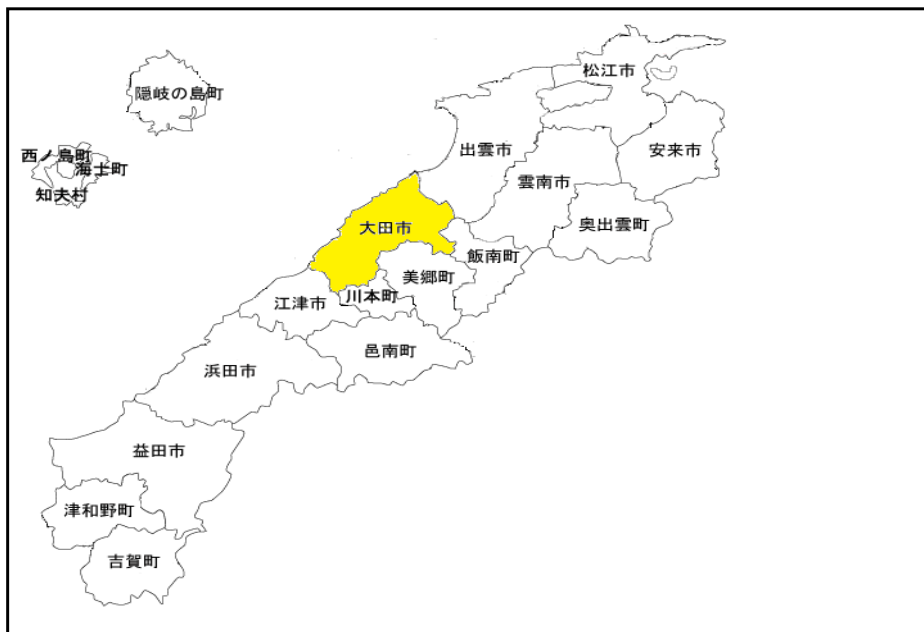 松江市
隠岐の島町
出雲市
安来市
西ノ島町
海士町
雲南市
知夫村
奥出雲町
大田市
飯南町
美郷町
川本町
江津市
邑南町
浜田市
益田市
津和野町
吉賀町